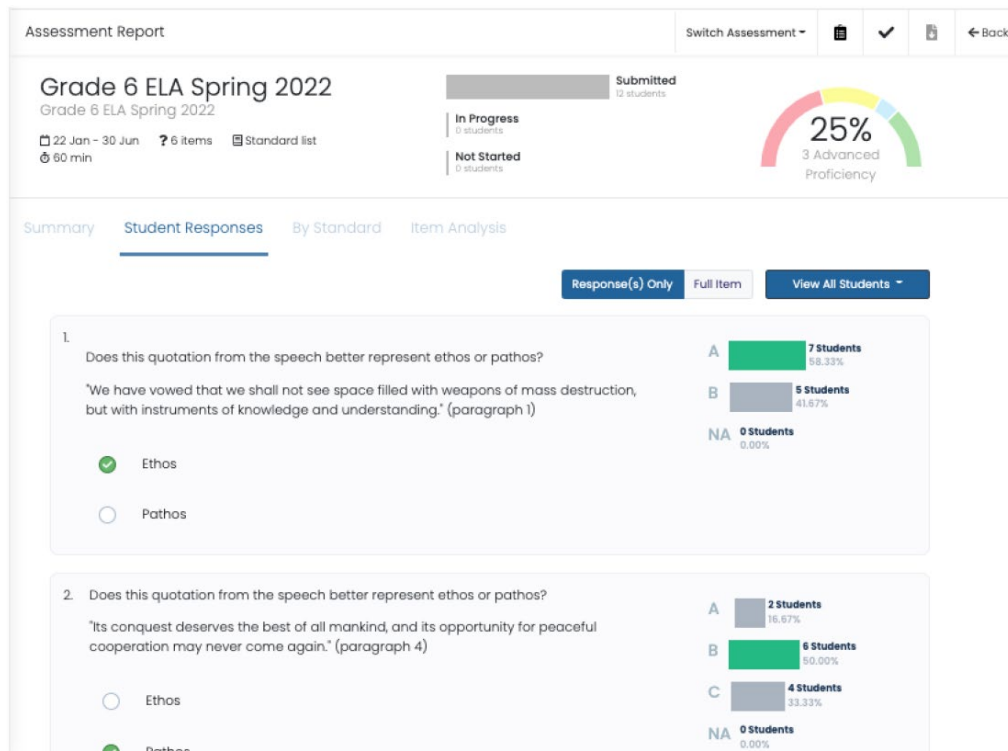 Assessment Report
Switch Assessment
Back
Grade 6 ELA Spring 2022
Grade 6 ELA Spring 2022
22 Jan - 30 Jun ? 6 items Standard list
60 min
Submitted
12 students
In Progress
0 students
Not Started
0 students
25%
3 Advanced
Proficiency
Summary Student Responses By Standard Item Analysis
Response(s) Only Full Item View All Students
1.
Does this quotation from the speech better represent ethos or pathos?
"We have vowed that we shall not see space filled with weapons of mass destruction,
but with instruments of knowledge and understanding." (paragraph 1)
Ethos
Pathos
A 7 Students
58.33%
B 5 Students
41.67%
NA 0 Students
0.00%
2. Does this quotation from the speech better represent ethos or pathos?
"Its conquest deserves the best of all mankind, and its opportunity for peaceful
cooperation may never come again." (paragraph 4)
Ethos
Pathos
A 2 Students
16.67%
B 6 Students
50.00%
C 4 Students
33.33%
NA 0 Students
0.00%